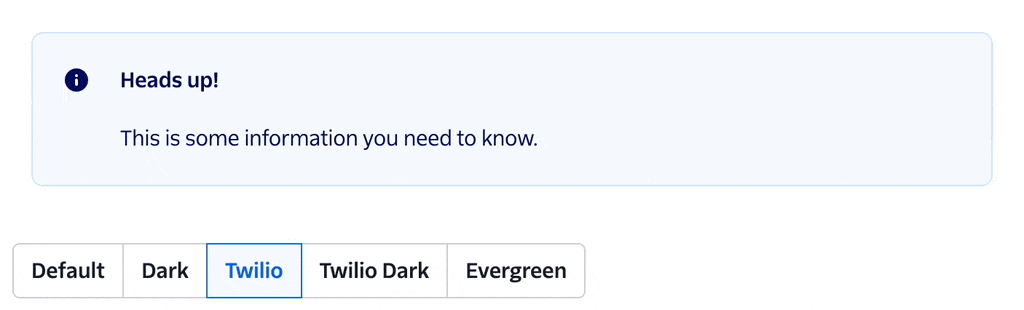 Heads up!
This is some information you need to know.
Default Dark Twilio Twilio Dark Evergreen